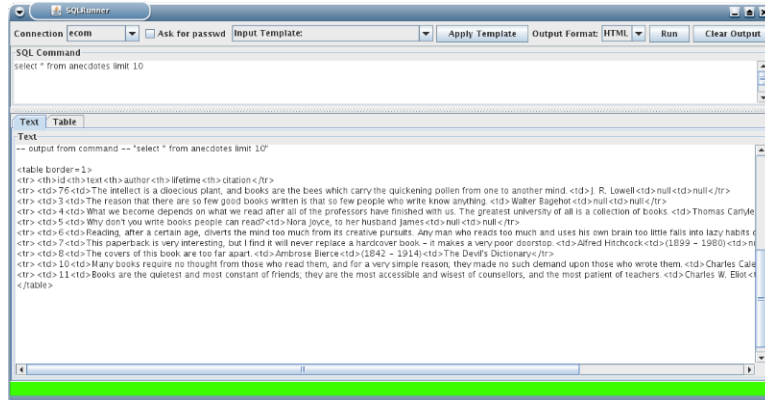 SQLRunner
Connection ecom Ask for passwd Input Template: Apply Template Output Format: HTML Run Clear Output
SQL Command
select * from anecdotes limit 10
Text Table
Text
-- output from command -- "select * from anecdotes limit 10"
<table border=1>
<tr> <th>id<th>text<th>author<th>lifetime<th>citation</tr>
<tr> <td>76<td>The intellect is a dioecious plant, and books are the bees which carry the quickening pollen from one to another mind. <td>J. R. Lowell<td>null<td>null</tr>
<tr> <td>3<td>The reason that there are so few good books written is that so few people who write know anything. <td>Walter Bagehot<td>null<td>null</tr>
<tr> <td>4<td>What we become depends on what we read after all of the professors have finished with us. The greatest university of all is a collection of books. <td>Thomas Carlyle
<tr> <td>5<td>Why don't you write books people can read?<td>Nora Joyce, to her husband James<td>null<td>null</tr>
<tr> <td>6<td>Reading, after a certain age, diverts the mind too much from its creative pursuits. Any man who reads too much and uses his own brain too little falls into lazy habits
<tr> <td>7<td>This paperback is very interesting, but I find it will never replace a hardcover book - it makes a very poor doorstop. <td>Alfred Hitchcock<td>(1899 - 1980)<td>
<tr> <td>8<td>The covers of this book are too far apart. <td>Ambrose Bierce<td>(1842 - 1914)<td>The Devil's Dictionary</tr>
<tr> <td>10<td>Many books require no thought from those who read them, and for a very simple reason; they made no such demand upon those who wrote them. <td>Charles Cale
<tr> <td>11<td>Books are the quietest and most constant of friends; they are the most accessible and wisest of counsellors, and the most patient of teachers. <td>Charles W. Eliot
</table>